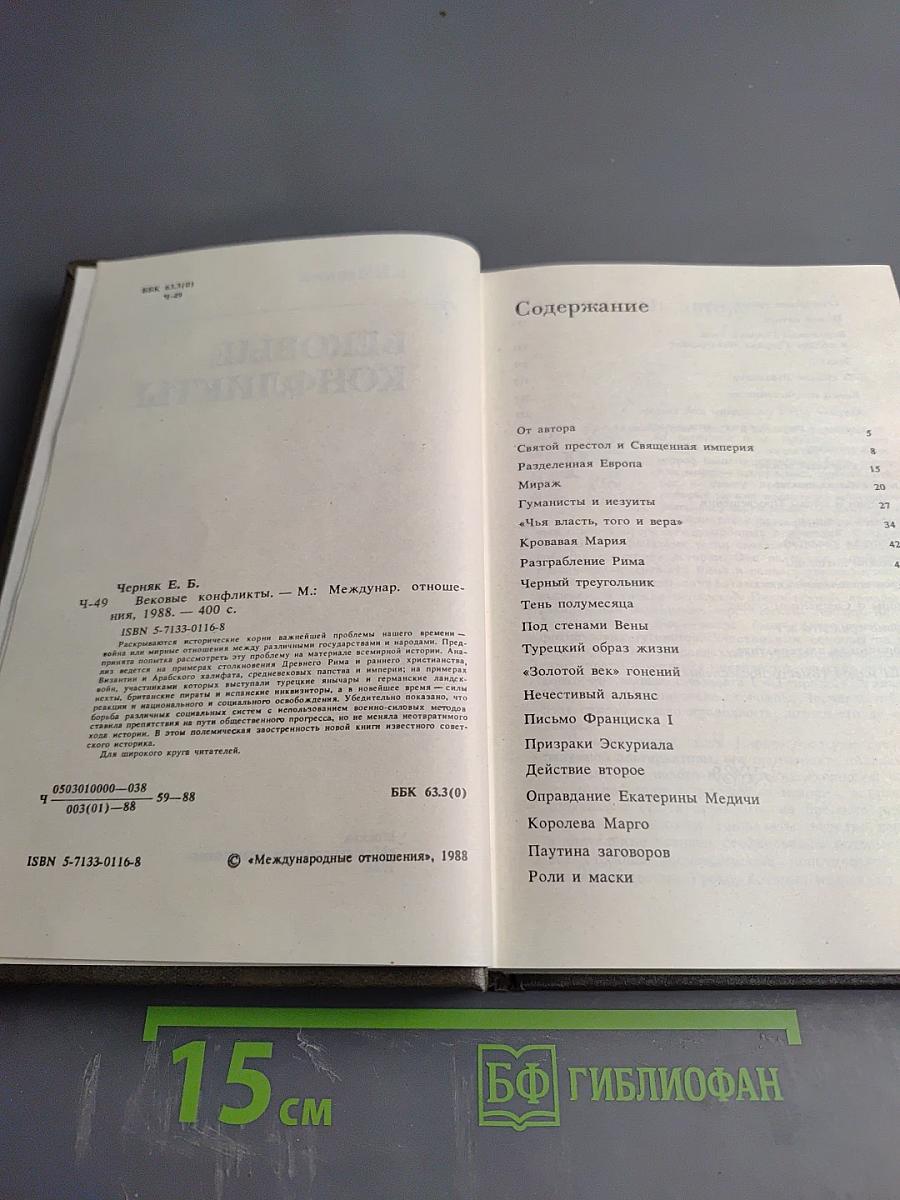 ББК 63.3(0)
Ч-49
Черняк Е. Б.
Ч-49 Вековые конфликты. — М.: Междунар. отноше-
ния, 1988. — 400 с.
ISBN 5-7133-0116-8
Раскрываются исторические корни важнейшей проблемы нашего времени —
война или мирные отношения между различными государствами и народами. Пред-
принята попытка рассмотреть эту проблему на материале всемирной истории. Ана-
лиз ведется на примерах столкновения Древнего Рима и раннего христианства,
Византии и Арабского халифата, средневековых папства и империи; на примерах
войн, участниками которых выступали турецкие янычары и германские ландск-
нехты, британские пираты и испанские инквизиторы, а в новейшее время — силы
реакции и национального и социального освобождения. Убедительно показано, что
борьба различных социальных систем с использованием военно-силовых методов
ставила препятствия на пути общественного прогресса, но не меняла неотвратимого
хода истории. В этом полемическая заостренность новой книги известного совет-
ского историка.
Для широкого круга читателей.
Ч 0503010000—038
003(01)—88 59—88
ББК 63.3(0)
ISBN 5-7133-0116-8
© «Международные отношения», 1988
Содержание
От автора 5
Святой престол и Священная империя 8
Разделенная Европа 15
Мираж 20
Гуманисты и иезуиты 27
«Чья власть, того и вера» 34
Кровавая Мария 42
Разграбление Рима 4
Черный треугольник
Тень полумесяца
Под стенами Вены
Турецкий образ жизни
«Золотой век» гонений
Нечестивый альянс
Письмо Франциска I
Призраки Эскуриала
Действие второе
Оправдание Екатерины Медичи
Королева Марго
Паутина заговоров
Роли и маски
15 см
БФ ГИБЛИОФАН